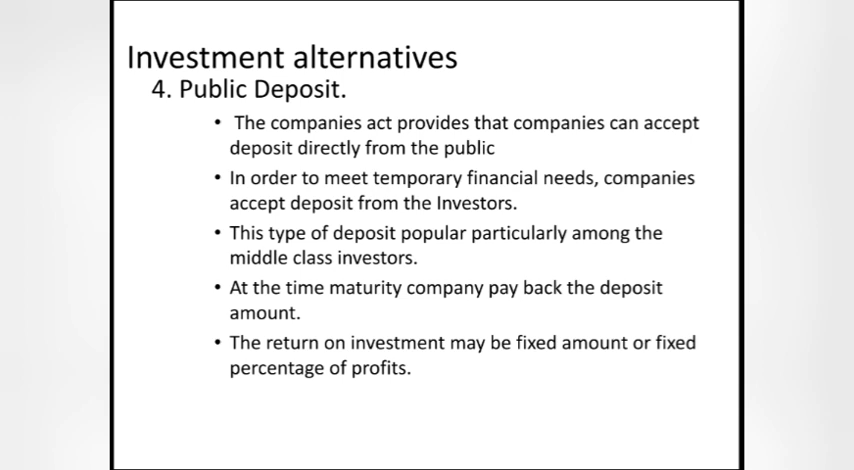 Investment alternatives
4. Public Deposit.
• The companies act provides that companies can accept
deposit directly from the public
• In order to meet temporary financial needs, companies
accept deposit from the Investors.
• This type of deposit popular particularly among the
middle class investors.
• At the time maturity company pay back the deposit
amount.
• The return on investment may be fixed amount or fixed
percentage of profits.